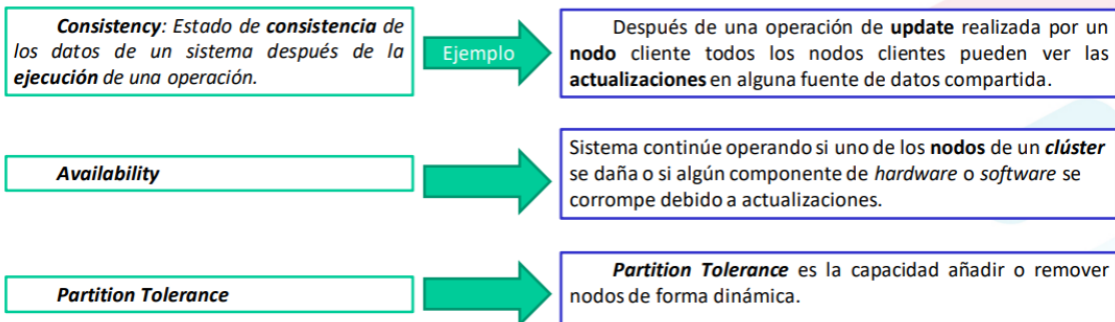 Consistency: Estado de consistencia de
los datos de un sistema después de la
ejecución de una operación.
Ejemplo
Después de una operación de update realizada por un
nodo cliente todos los nodos clientes pueden ver las
actualizaciones en alguna fuente de datos compartida.
Availability
Sistema continúe operando si uno de los nodos de un clúster
se daña o si algún componente de hardware o software se
corrompe debido a actualizaciones.
Partition Tolerance
Partition Tolerance es la capacidad añadir o remover
nodos de forma dinámica.